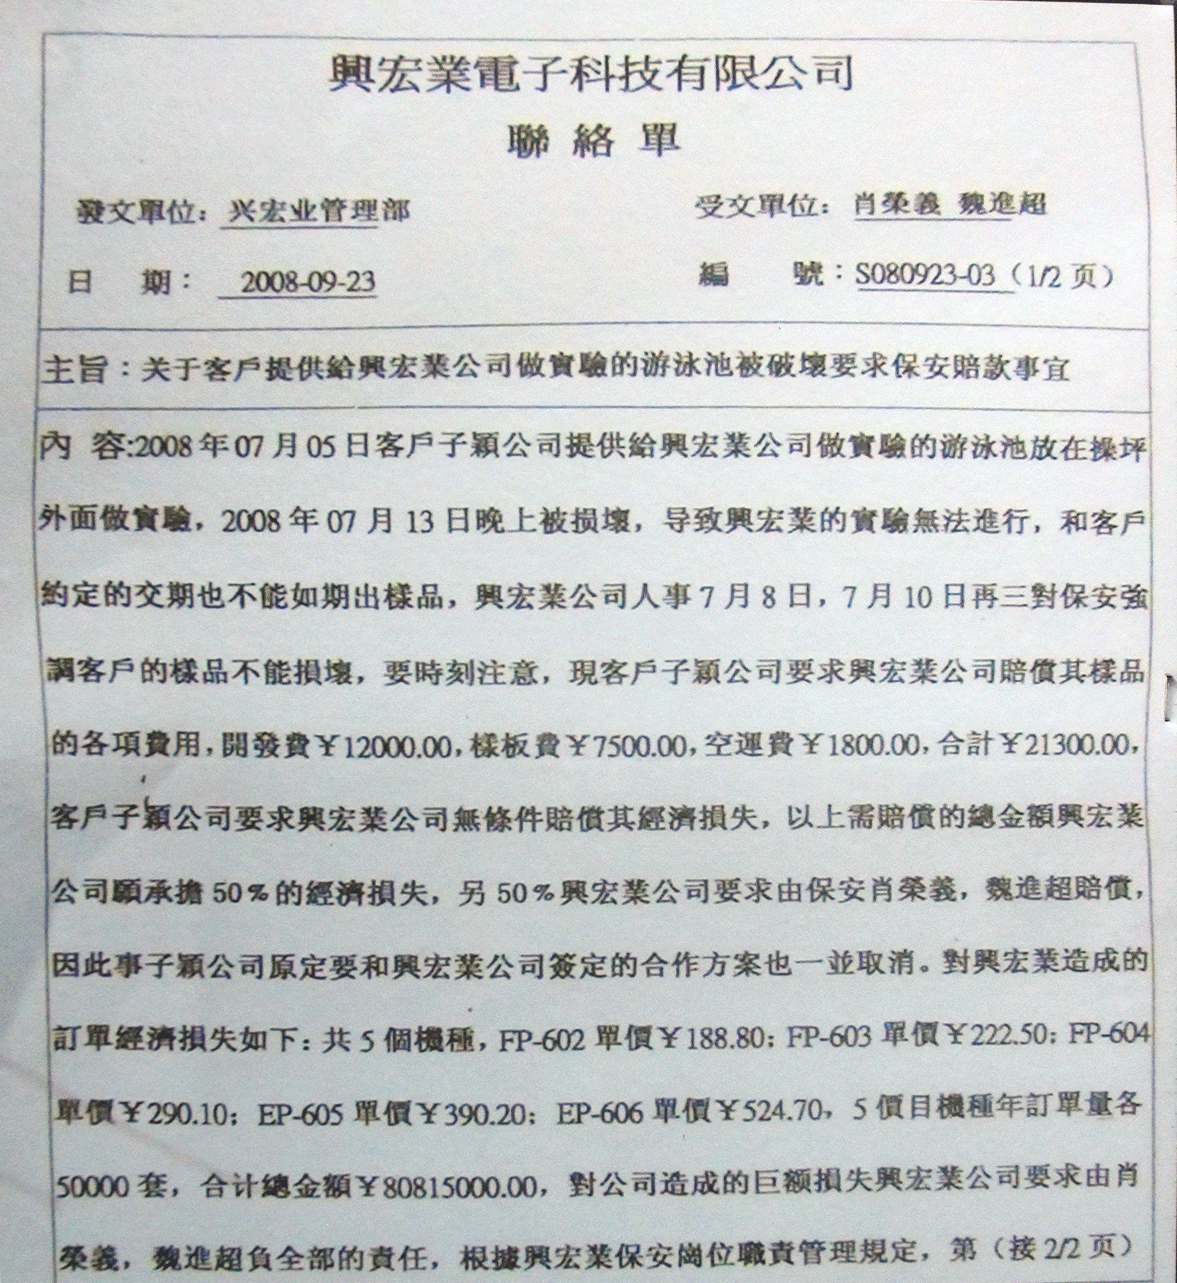 興宏業電子科技有限公司
聯絡單
發文單位：兴宏业管理部 受文單位：肖榮義 魏進超
日 期： 2008-09-23 編 號：S080923-03（1/2 页）
主旨：关于客戶提供給興宏業公司做實驗的游泳池被破壞要求保安賠款事宜
內 容:2008 年 07 月 05 日客戶子穎公司提供給興宏業公司做實驗的游泳池放在操坪
外面做實驗，2008 年 07 月 13 日晚上被损壞，导致興宏業的實驗無法進行，和客戶
約定的交期也不能如期出樣品，興宏業公司人事 7 月 8 日，7 月 10 日再三對保安強
調客戶的樣品不能損壞，要時刻注意，現客戶子穎公司要求興宏業公司賠償其樣品
的各項費用，開發費￥12000.00，樣板費￥7500.00，空運費￥1800.00，合計￥21300.00，
客戶子穎公司要求興宏業公司無條件賠償其經濟損失，以上需賠償的總金額興宏業
公司願承擔 50%的經濟損失，另 50%興宏業公司要求由保安肖榮義，魏進超賠償，
因此事子穎公司原定要和興宏業公司簽定的合作方案也一並取消。對興宏業造成的
訂單經濟損失如下：共 5 個機種，FP-602 單價￥188.80；FP-603 單價￥222.50；FP-604
單價￥290.10；EP-605 單價￥390.20；EP-606 單價￥524.70，5 價目機種年訂單量各
50000 套，合计總金額￥80815000.00，對公司造成的巨额損失興宏業公司要求由肖
榮義，魏進超負全部的責任，根據興宏業保安崗位職責管理規定，第（接 2/2 页）